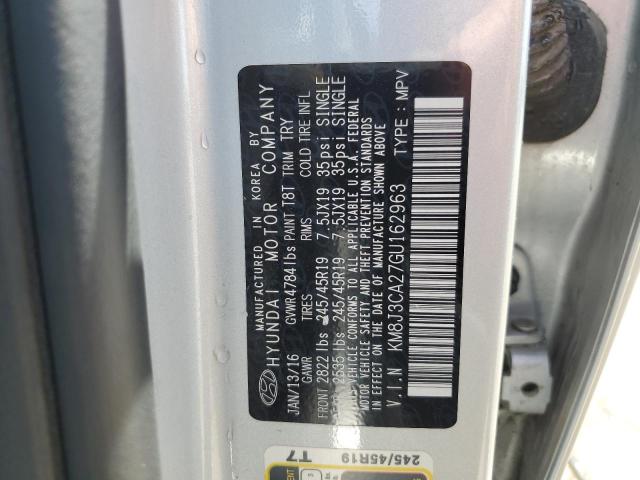 MANUFACTURED IN KOREA BY
HYUNDAI MOTOR COMPANY
JAN/13/16 GVWR 4784 lbs PAINT T8T TRIM TRY
GAWR TIRES RIMS COLD TIRE INFL
FRONT 2822 lbs 245/45R19 7.5JX19 35psi SINGLE
2635 lbs 245/45R19 7.5JX19 35psi SINGLE
THIS VEHICLE CONFORMS TO ALL APPLICABLE U.S.A. FEDERAL
MOTOR VEHICLE SAFETY AND THEFT PREVENTION STANDARDS
IN EFFECT ON THE DATE OF MANUFACTURE SHOWN ABOVE
V.I.N KM8J3CA27GU162963 TYPE : MPV
245/45R19
T7